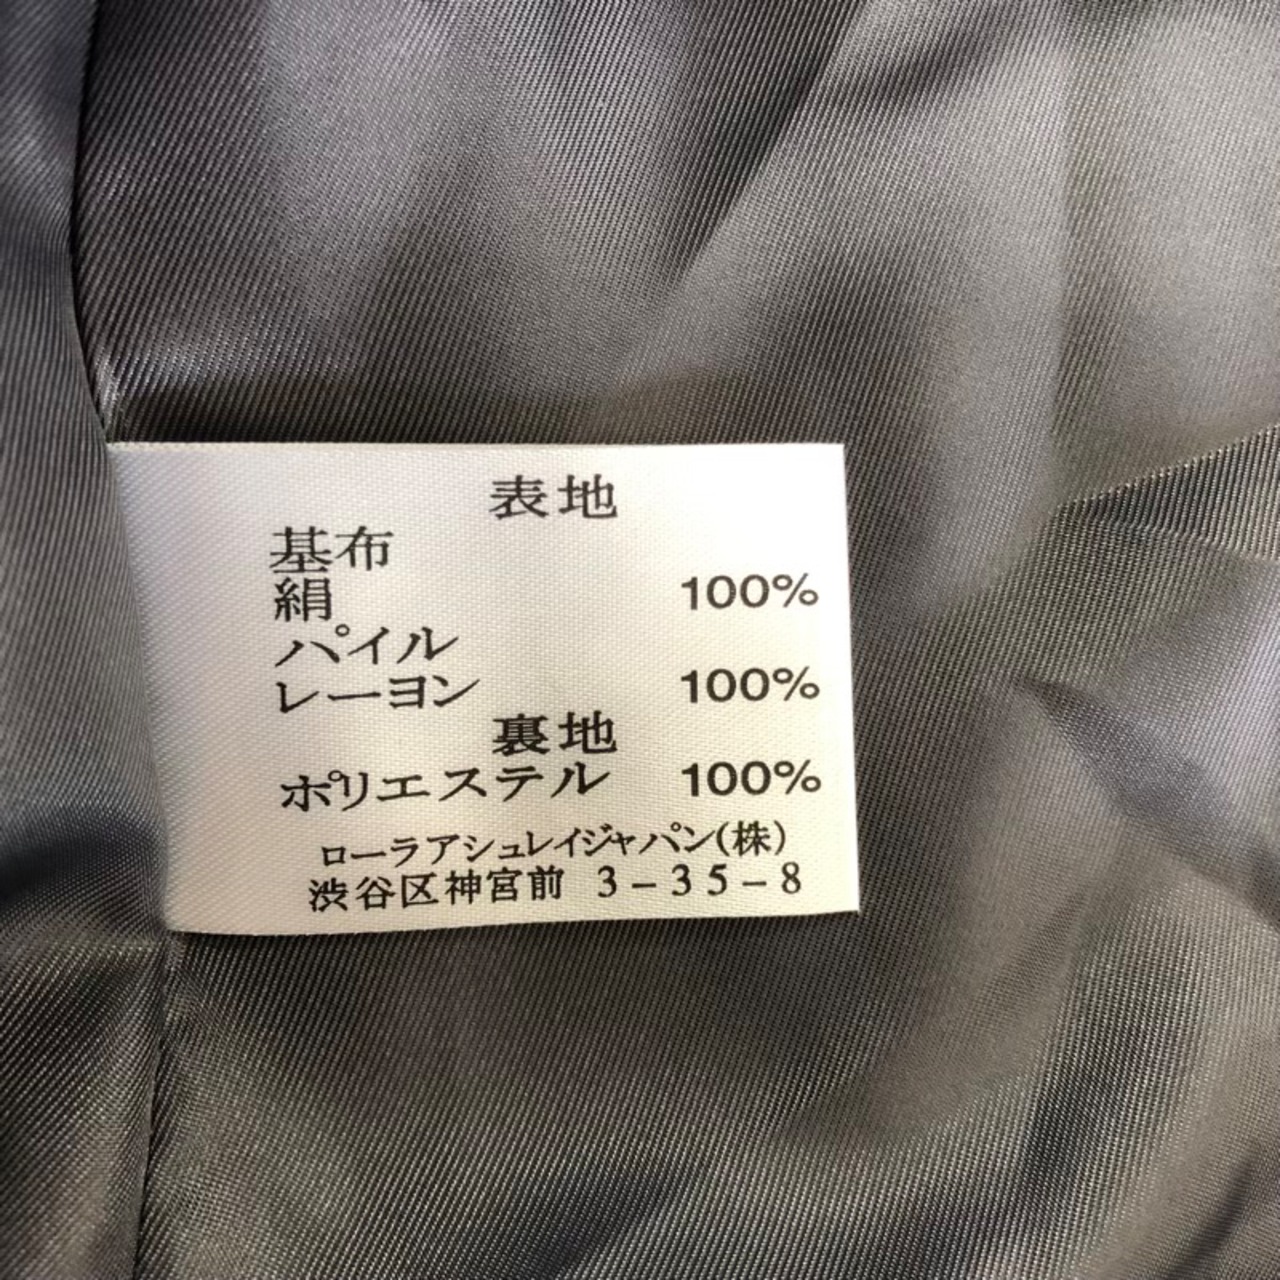 表地
基布
絹 100%
パイル
レーヨン 100%
裏地
ポリエステル 100%
ローラアシュレイジャパン(株)
渋谷区神宮前 3-35-8